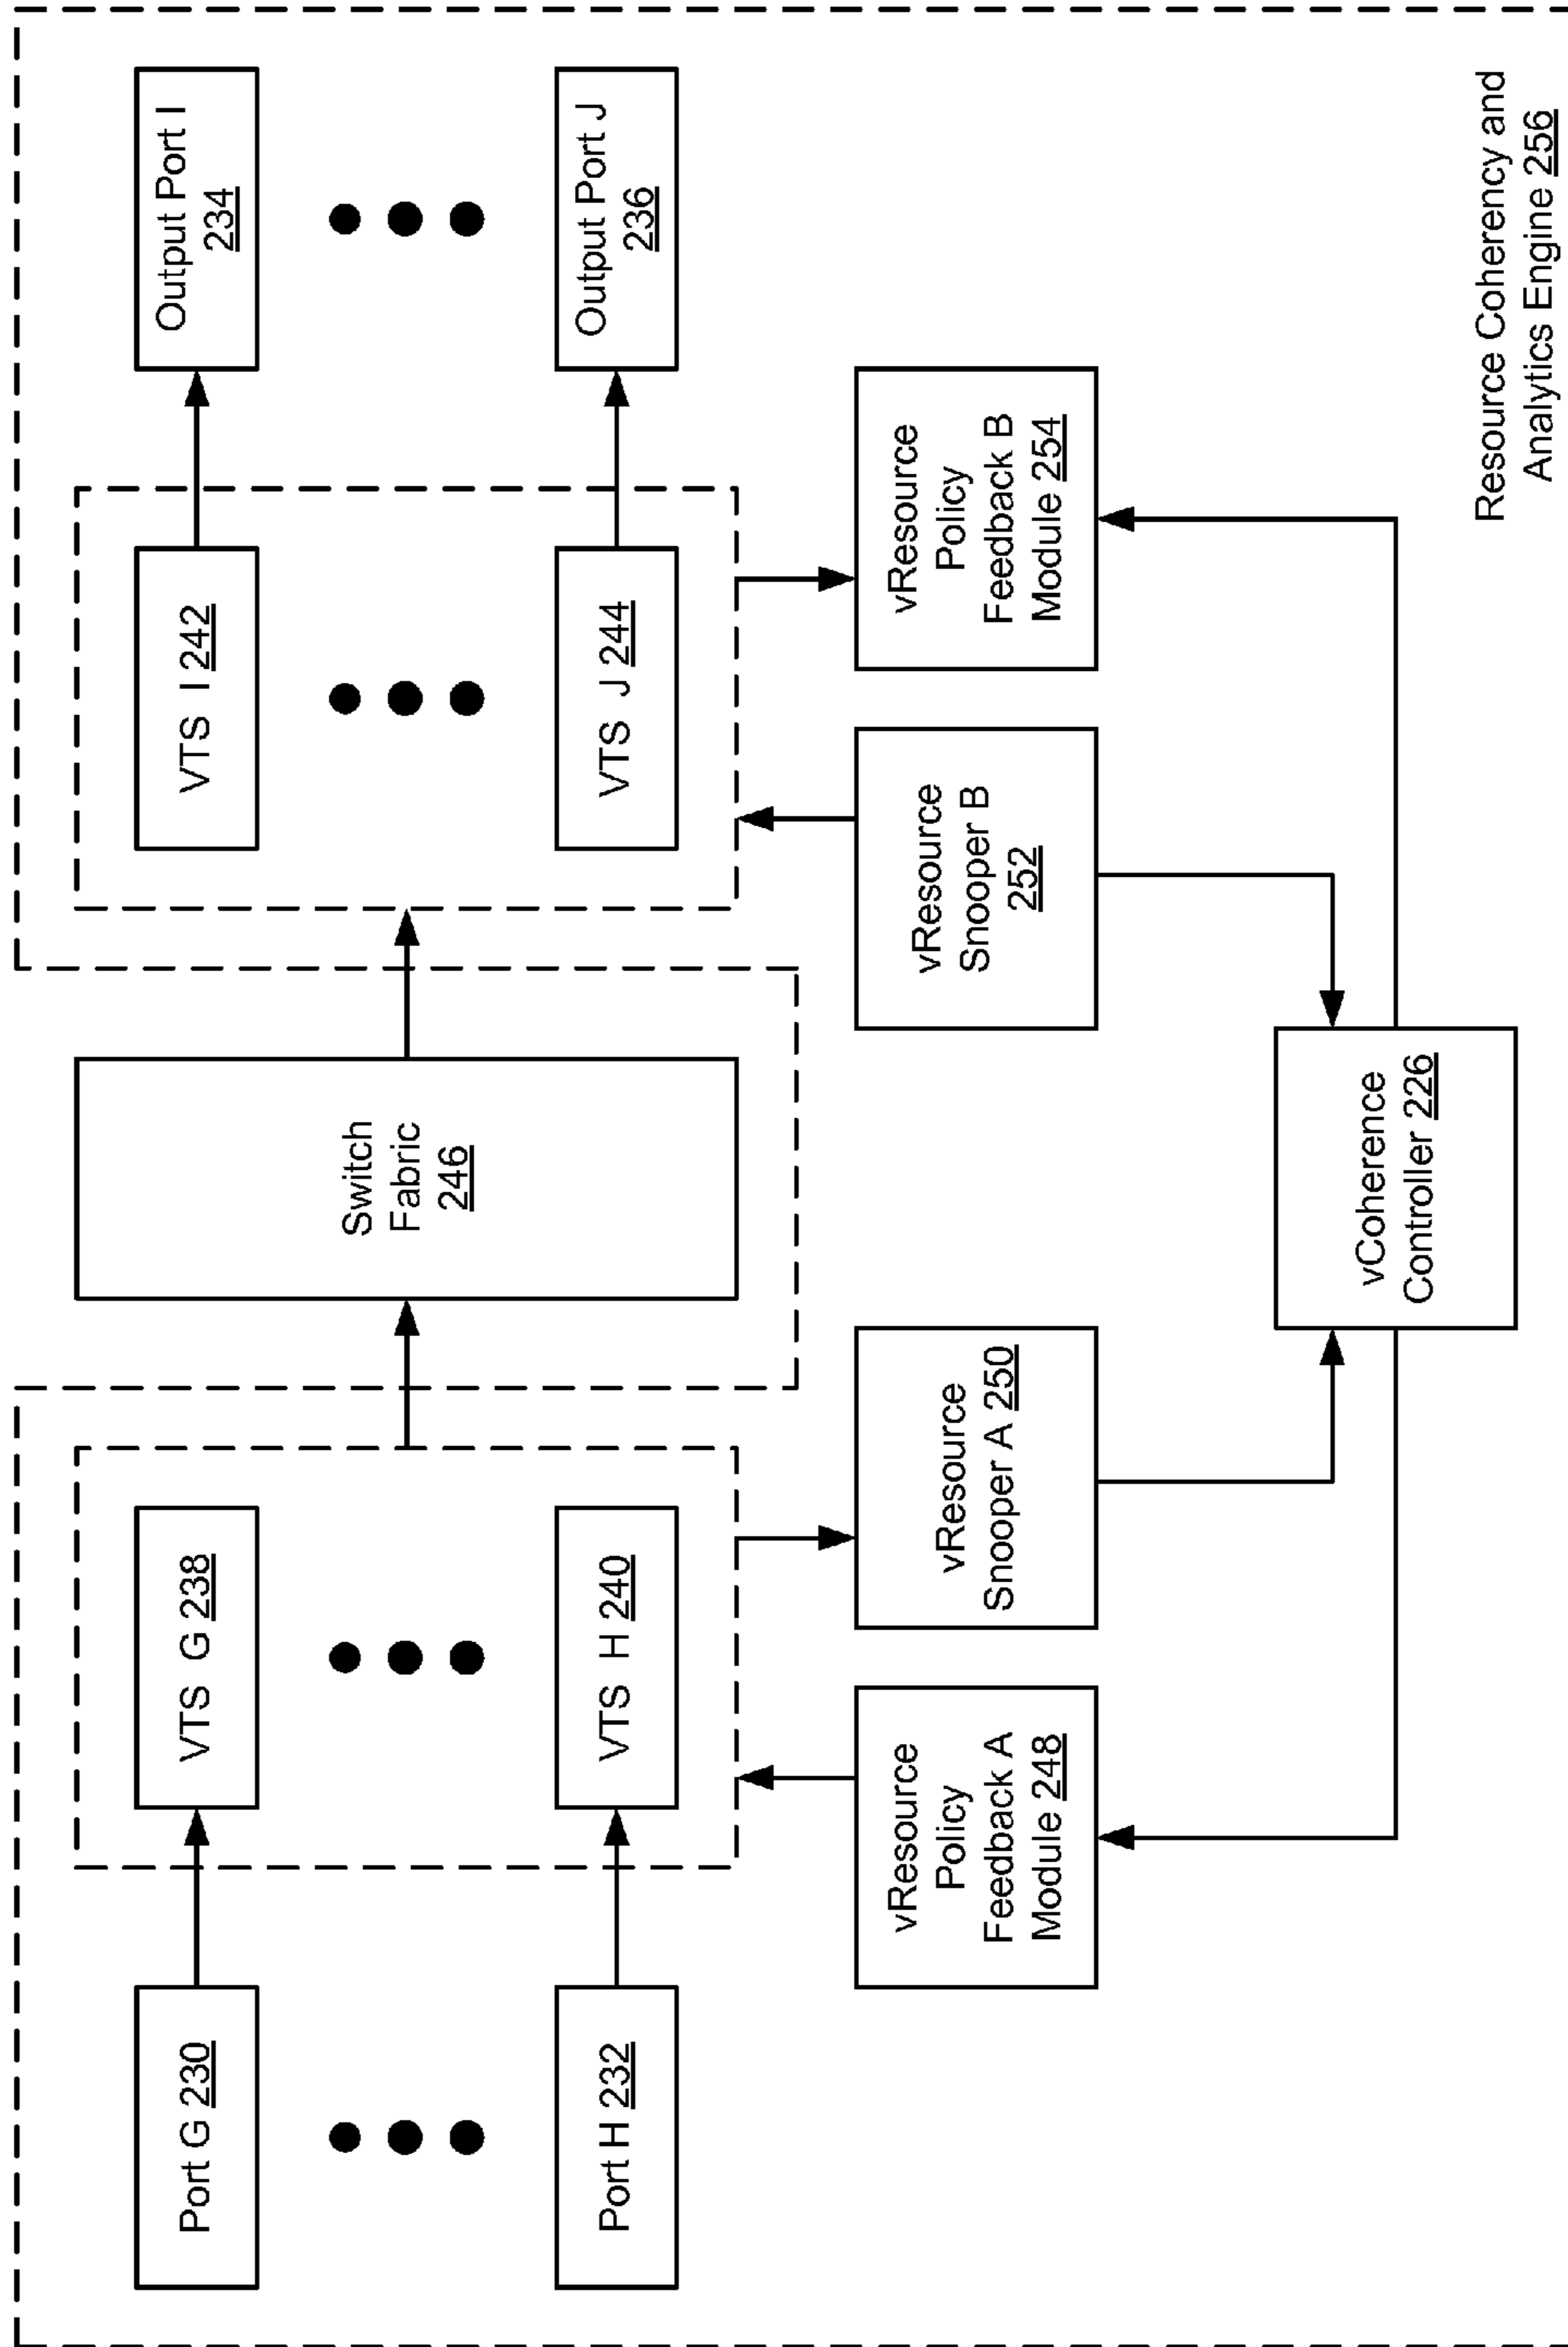 Port G 230
Port H 232
VTS G 238
VTS H 240
Switch
Fabric
246
VTS I 242
VTS J 244
Output Port I
234
Output Port J
236
vResource
Policy
Feedback A
Module 248
vResource
Snooper A 250
vResource
Snooper B
252
vResource
Policy
Feedback B
Module 254
vCoherence
Controller 226
Resource Coherency and
Analytics Engine 256